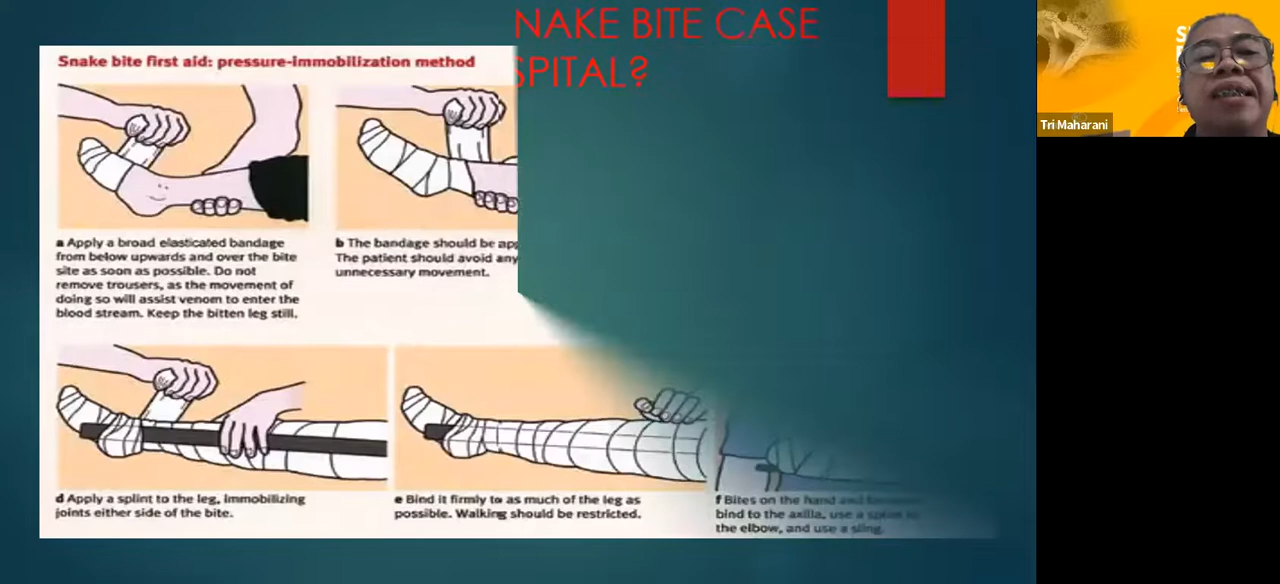 NAKE BITE CASE
SPITAL?
Snake bite first aid: pressure-immobilization method
a Apply a broad elasticated bandage
from below upwards and over the bite
site as soon as possible. Do not
remove trousers, as the movement of
doing so will assist venom to enter the
blood stream. Keep the bitten leg still.
b The bandage should be
The patient should avoid any
unnecessary movement.
d Apply a splint to the leg, immobilizing
joints either side of the bite.
e Bind it firmly to as much of the leg as
possible. Walking should be restricted.
f Bites on the hand and
bind to the axilla, use a splint
the elbow, and use a sling.
Tri Maharani